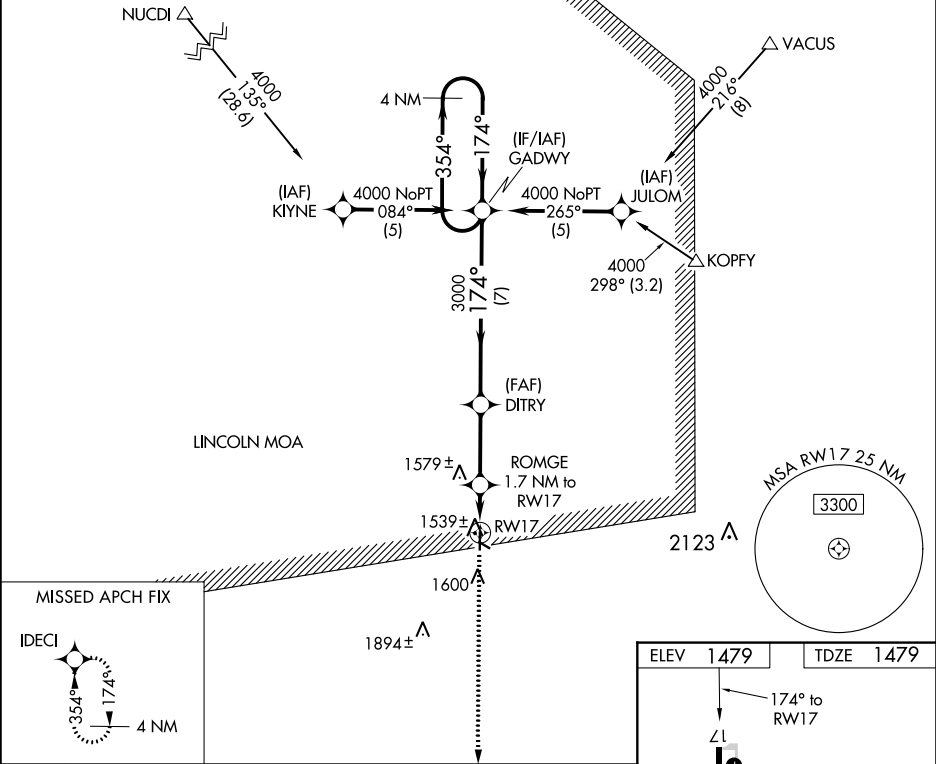 NUCDI
4000
135°
(28.6)
4 NM
354°
174°
(IF/IAF)
GADWY
VACUS
4000
216°
(8)
(IAF)
KIYNE
4000 NoPT
084°
(5)
4000 NoPT
265°
(5)
(IAF)
JULOM
KOPFY
4000
298° (3.2)
3000
174°
(7)
(FAF)
DITRY
LINCOLN MOA
1579±
ROMGE
1.7 NM to
RW17
1539±
RW17
2123
MSA RW17 25 NM
3300
1600
1894±
MISSED APCH FIX
IDECI
354°
174°
4 NM
ELEV 1479
TDZE 1479
174° to
RW17
17